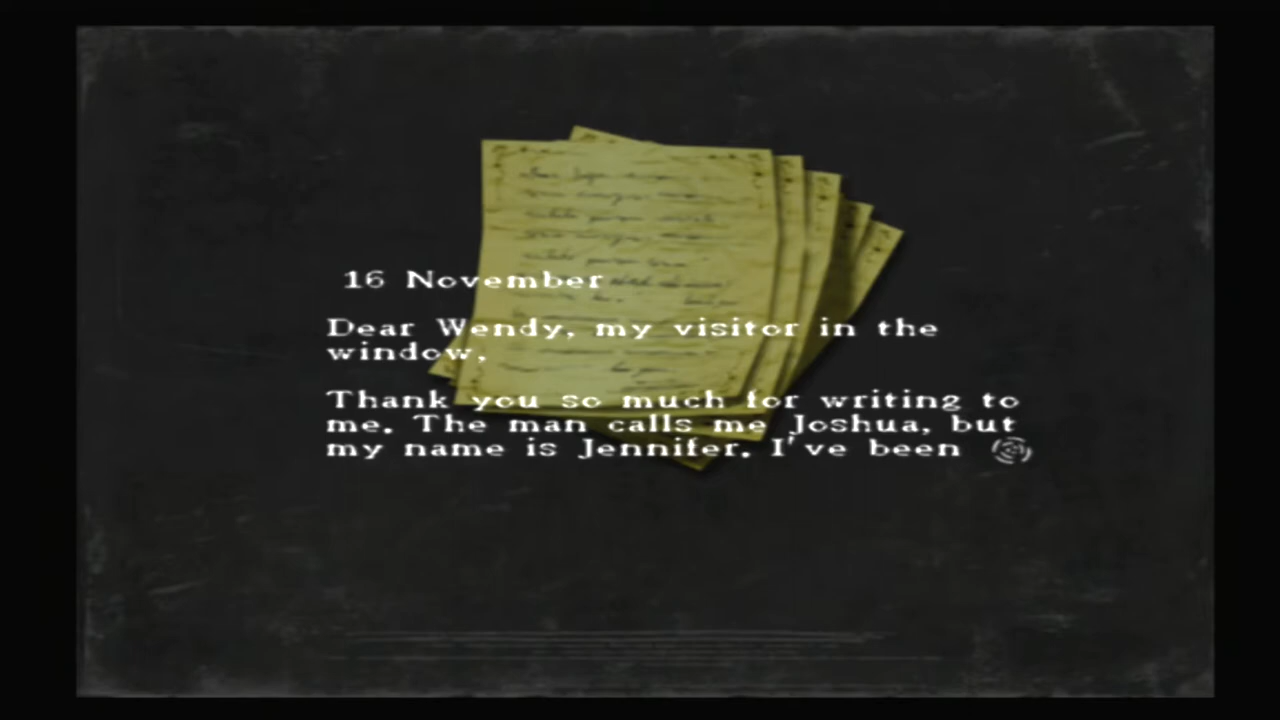 16 November
Dear Wendy, my visitor in the
window,
Thank you so much for writing to
me. The man calls me Joshua, but
my name is Jennifer. I've been